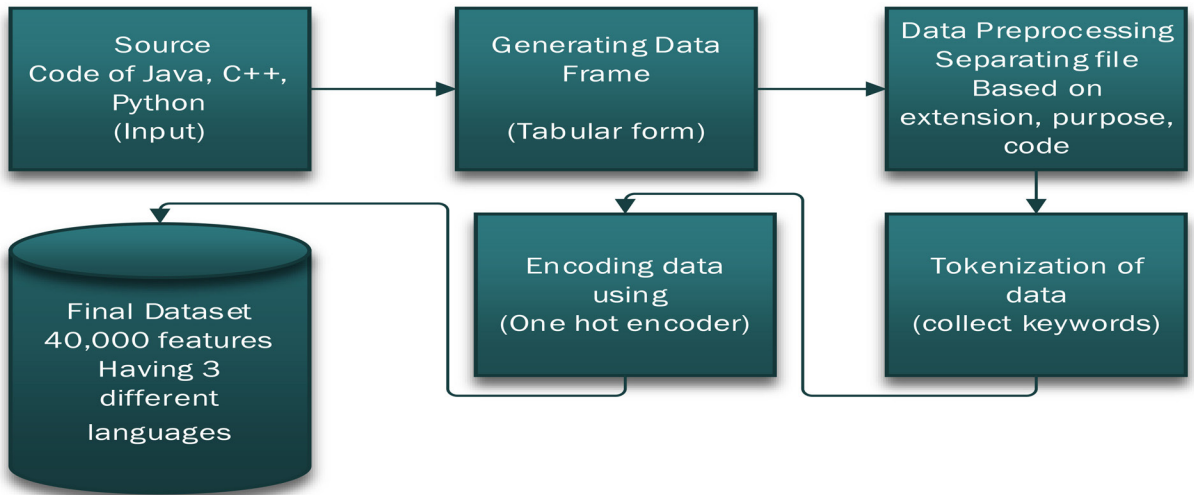 Source
Code of Java, C++,
Python
(Input)
Generating Data
Frame
(Tabular form)
Data Preprocessing
Separating file
Based on
extension, purpose,
code
Tokenization of
data
(collect keywords)
Encoding data
using
(One hot encoder)
Final Dataset
40,000 features
Having 3
different
languages